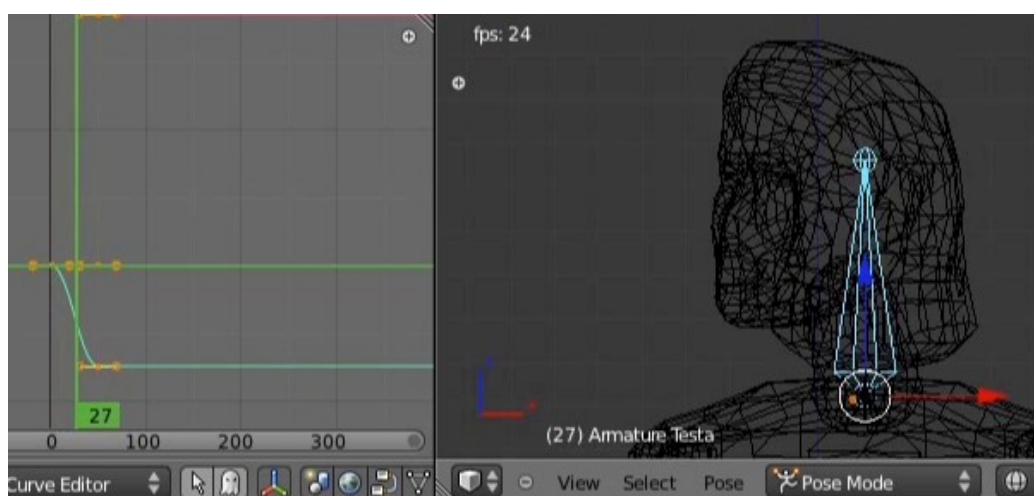 fps: 24
27
0 100 200 300
(27) Armature Testa
Curve Editor
View Select Pose Pose Mode